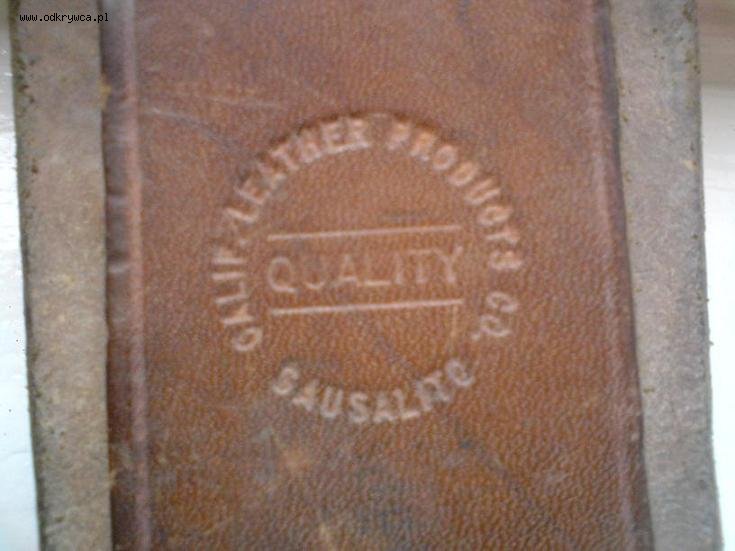 www.odkrywca.pl
CALIF. LEATHER PRODUCTS CO.
QUALITY
SAUSALITO